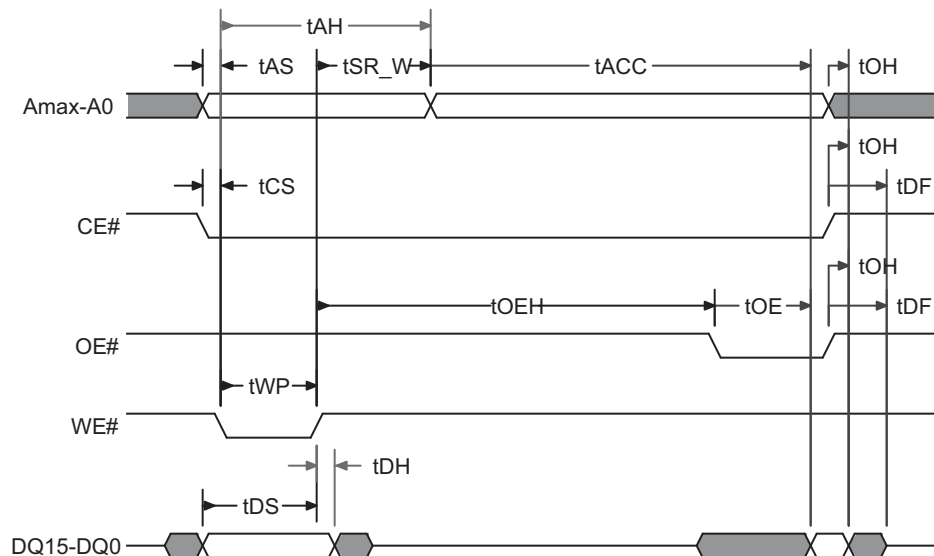 tAH
tAS tSR_W tACC tOH
Amax-A0
tOH
tCS tDF
CE#
tOH
tOEH tOE tDF
OE#
tWP
WE#
tDH
tDS
DQ15-DQ0